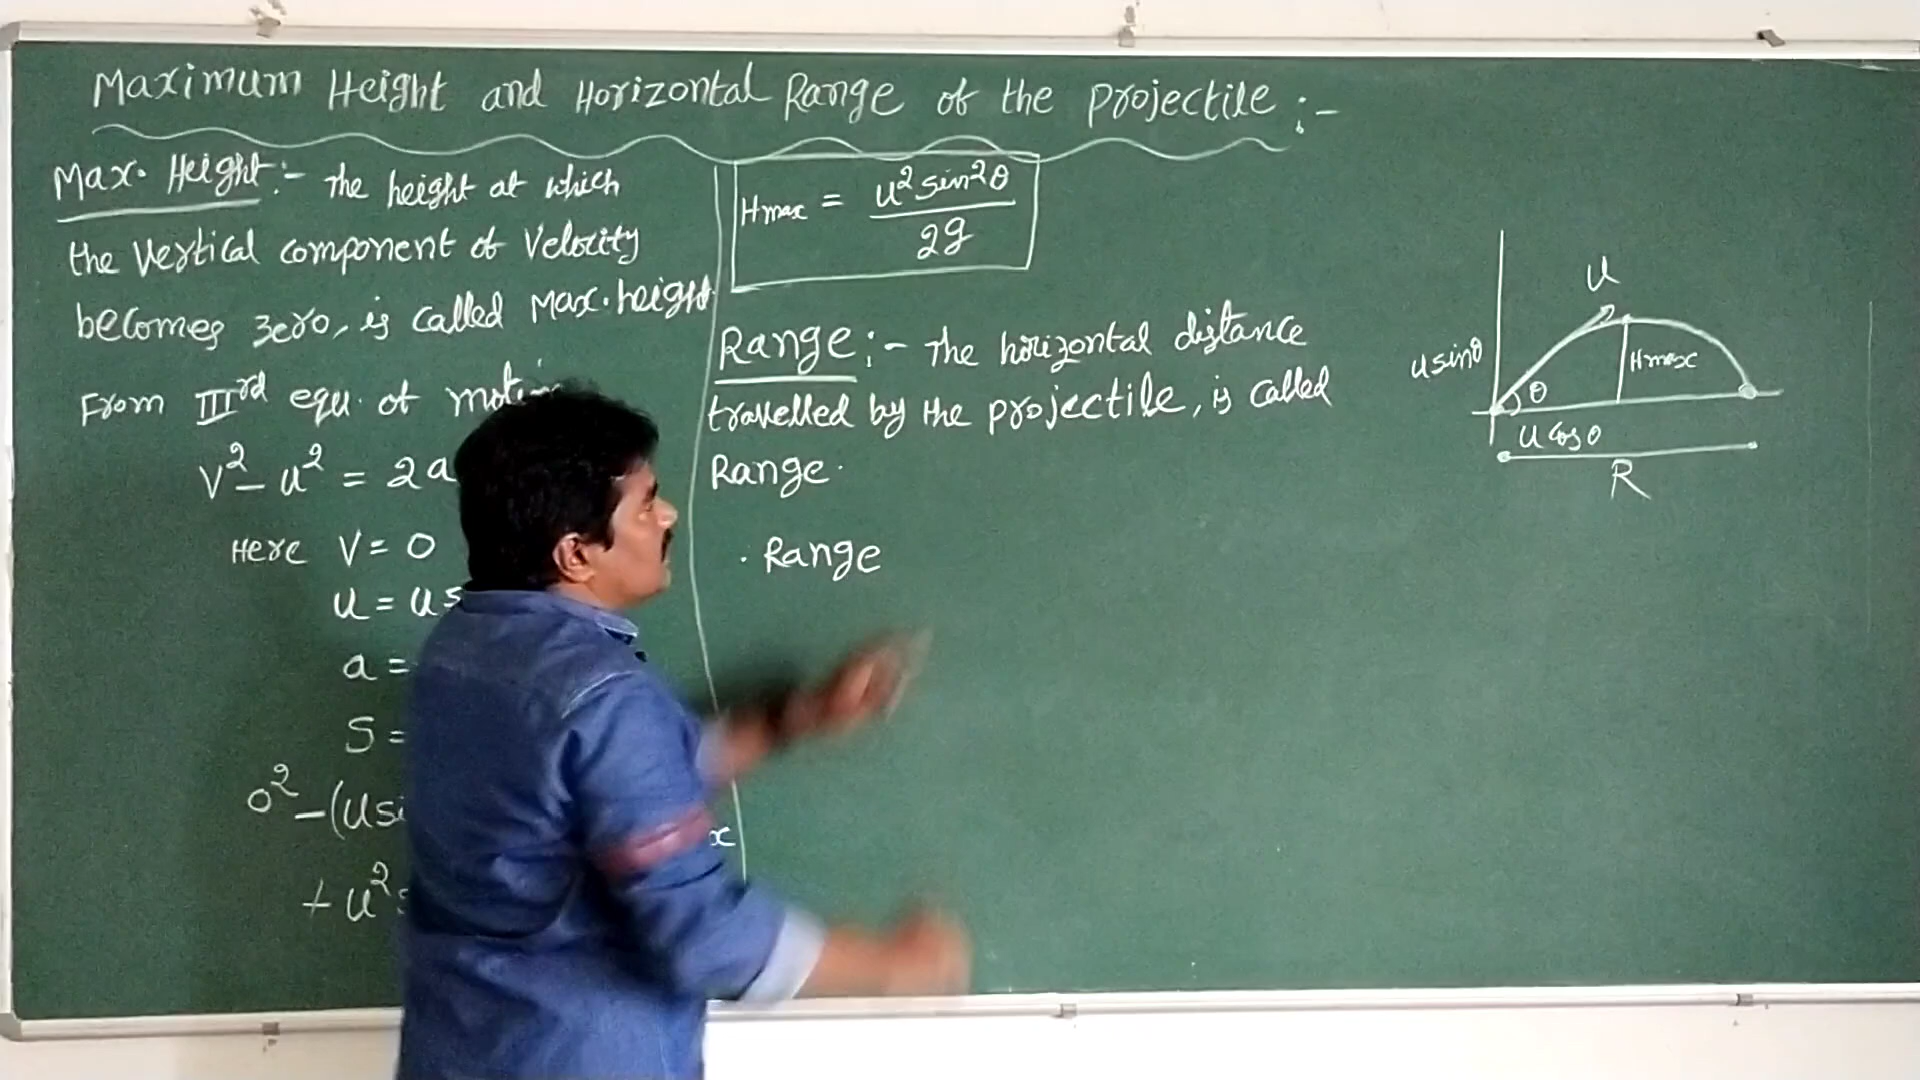 Maximum Height and Horizontal Range of the projectile :-
Max. Height :- The height at which
the Vertical component of Velocity
becomes zero, is called Max. height.
From IIIrd equ. of
V² - u² = 2a
Here V = 0
u = u
a =
S =
0² - (usi
+ u²
x
Hmax = u² sin²θ / 2g
Range :- The horizontal distance
travelled by the projectile, is called
Range.
. Range
u
usinθ
Hmax
θ
u cosθ
R